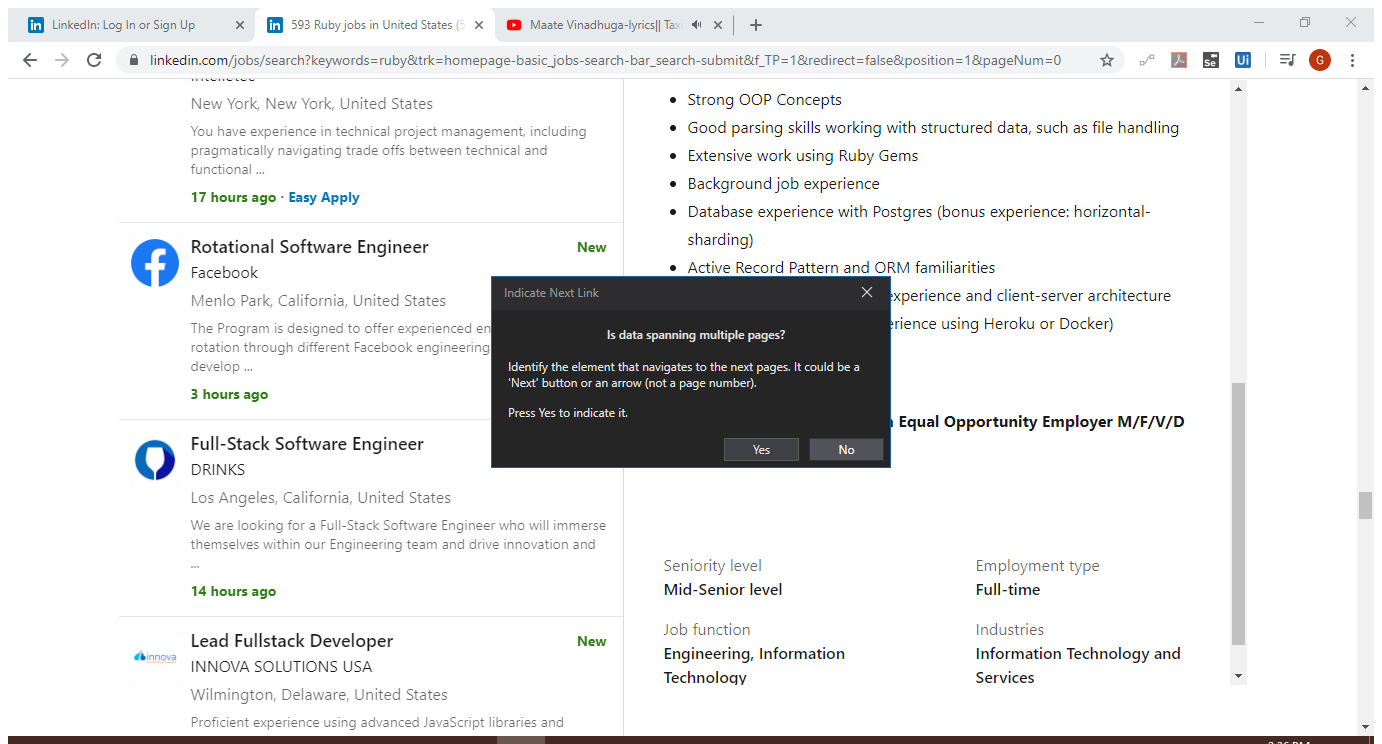 LinkedIn: Log In or Sign Up
593 Ruby jobs in United States (5
Maate Vinadhuga-lyrics|| Taxi
linkedin.com/jobs/search?keywords=ruby&trk=homepage-basic_jobs-search-bar_search-submit&f_TP=1&redirect=false&position=1&pageNum=0
Se
Ui
G
New York, New York, United States
You have experience in technical project management, including
pragmatically navigating trade offs between technical and
functional ...
17 hours ago · Easy Apply
Rotational Software Engineer
New
Facebook
Menlo Park, California, United States
The Program is designed to offer experienced en
rotation through different Facebook engineering
develop ...
3 hours ago
Full-Stack Software Engineer
DRINKS
Los Angeles, California, United States
We are looking for a Full-Stack Software Engineer who will immerse
themselves within our Engineering team and drive innovation and
...
14 hours ago
innova
Lead Fullstack Developer
New
INNOVA SOLUTIONS USA
Wilmington, Delaware, United States
Proficient experience using advanced JavaScript libraries and
• Strong OOP Concepts
• Good parsing skills working with structured data, such as file handling
• Extensive work using Ruby Gems
• Background job experience
• Database experience with Postgres (bonus experience: horizontal-
sharding)
• Active Record Pattern and ORM familiarities
experience and client-server architecture
erience using Heroku or Docker)
Equal Opportunity Employer M/F/V/D
Seniority level
Mid-Senior level
Employment type
Full-time
Job function
Engineering, Information
Technology
Industries
Information Technology and
Services
Indicate Next Link
Is data spanning multiple pages?
Identify the element that navigates to the next pages. It could be a
'Next' button or an arrow (not a page number).
Press Yes to indicate it.
Yes
No